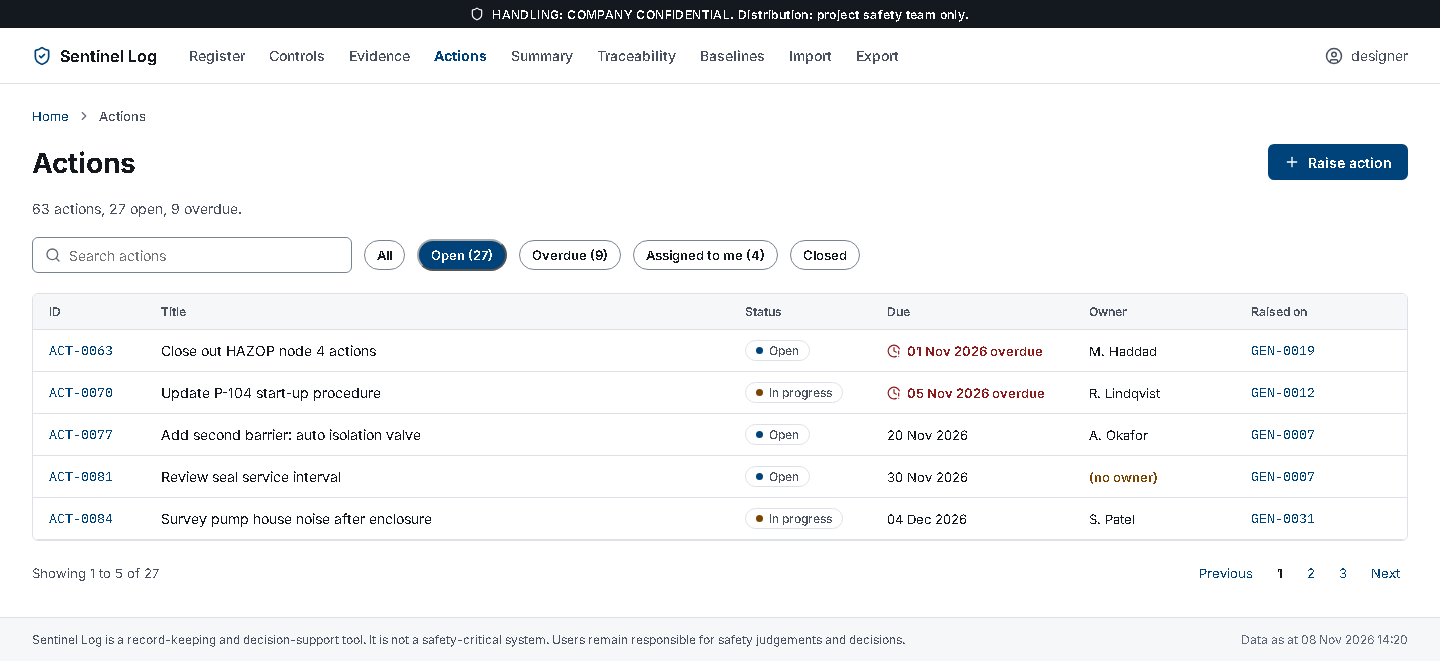 HANDLING: COMPANY CONFIDENTIAL. Distribution: project safety team only.
Sentinel Log Register Controls Evidence Actions Summary Traceability Baselines Import Export designer
Home Actions
Actions
Raise action
63 actions, 27 open, 9 overdue.
Search actions All Open (27) Overdue (9) Assigned to me (4) Closed
ID Title Status Due Owner Raised on
ACT-0063 Close out HAZOP node 4 actions Open 01 Nov 2026 overdue M. Haddad GEN-0019
ACT-0070 Update P-104 start-up procedure In progress 05 Nov 2026 overdue R. Lindqvist GEN-0012
ACT-0077 Add second barrier: auto isolation valve Open 20 Nov 2026 A. Okafor GEN-0007
ACT-0081 Review seal service interval Open 30 Nov 2026 (no owner) GEN-0007
ACT-0084 Survey pump house noise after enclosure In progress 04 Dec 2026 S. Patel GEN-0031
Showing 1 to 5 of 27 Previous 1 2 3 Next
Sentinel Log is a record-keeping and decision-support tool. It is not a safety-critical system. Users remain responsible for safety judgements and decisions. Data as at 08 Nov 2026 14:20